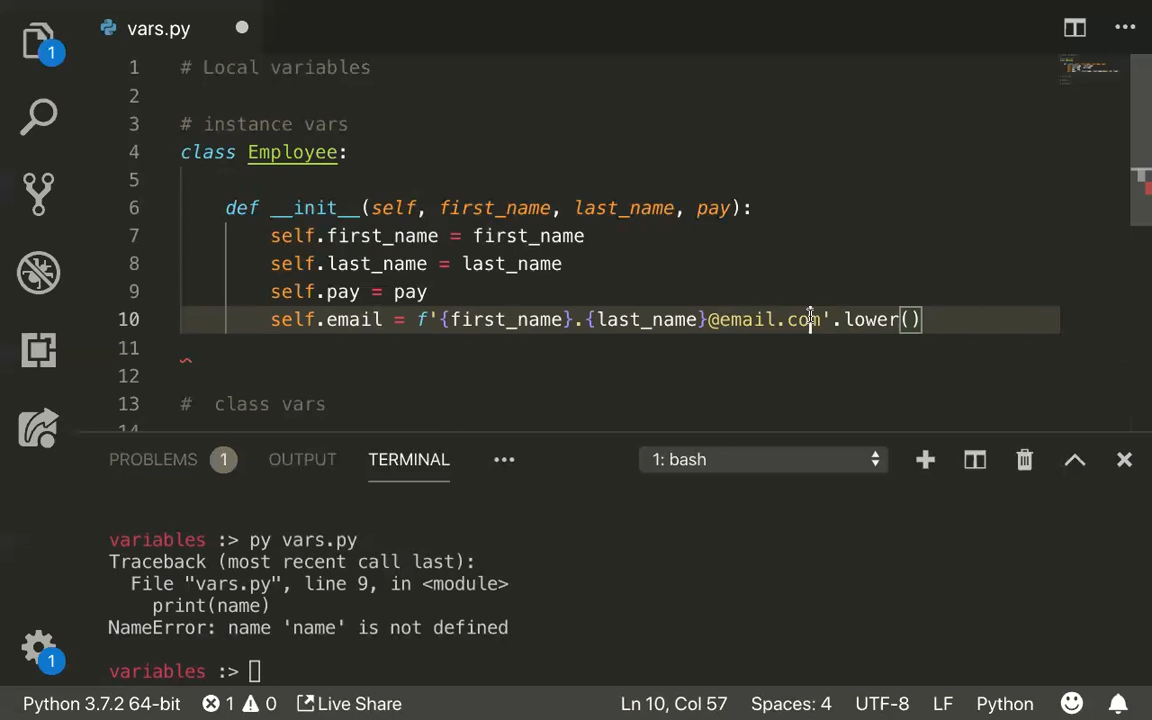 vars.py
1
1 # Local variables
2
3 # instance vars
4 class Employee:
5
6 def __init__(self, first_name, last_name, pay):
7 self.first_name = first_name
8 self.last_name = last_name
9 self.pay = pay
10 self.email = f'{first_name}.{last_name}@email.com'.lower()
11
12
13 #  class vars
14
PROBLEMS 1 OUTPUT TERMINAL 1: bash
variables :> py vars.py
Traceback (most recent call last):
File "vars.py", line 9, in <module>
print(name)
NameError: name 'name' is not defined
variables :>
1
Python 3.7.2 64-bit 1 0 Live Share Ln 10, Col 57 Spaces: 4 UTF-8 LF Python